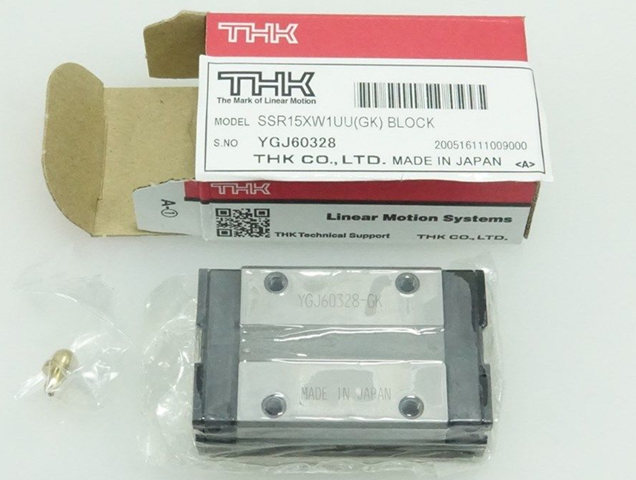 THK
THK
The Mark of Linear Motion
MODEL SSR15XW1UU(GK) BLOCK
S.NO YGJ60328 200516111009000
THK CO.,LTD. MADE IN JAPAN <A>
THK
A-①
Linear Motion Systems
THK Technical Support THK CO., LTD.
YGJ60328-GK
MADE IN JAPAN